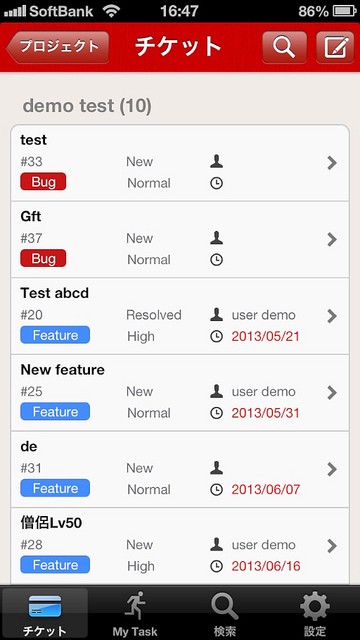 SoftBank 16:47 86%
プロジェクト チケット
demo test (10)
test
#33 New
Bug Normal
Gft
#37 New
Bug Normal
Test abcd
#20 Resolved user demo
Feature High 2013/05/21
New feature
#25 New user demo
Feature Normal 2013/05/31
de
#31 New
Feature Normal 2013/06/07
僧侶Lv50
#28 New user demo
Feature High 2013/06/16
チケット My Task 検索 設定